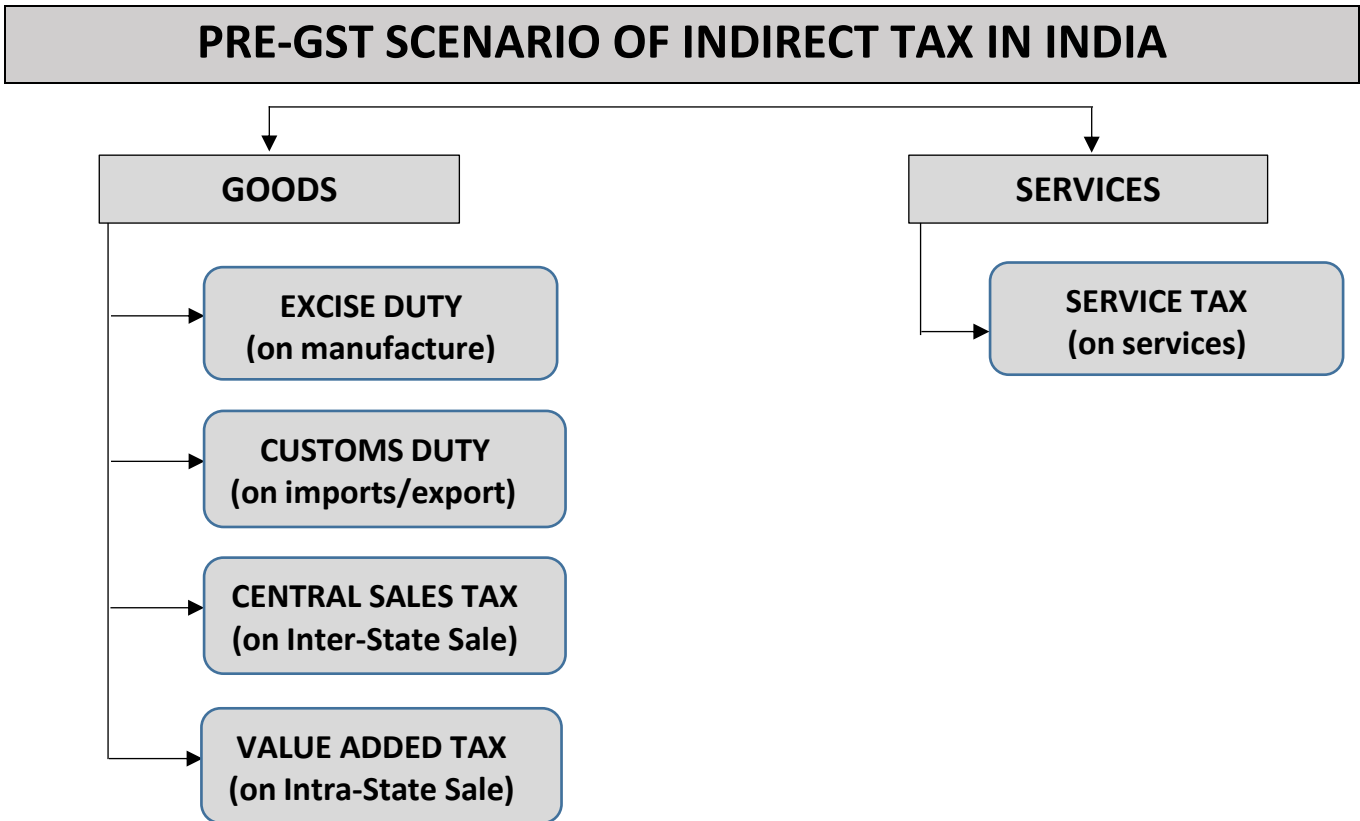 PRE-GST SCENARIO OF INDIRECT TAX IN INDIA
GOODS
SERVICES
EXCISE DUTY
(on manufacture)
SERVICE TAX
(on services)
CUSTOMS DUTY
(on imports/export)
CENTRAL SALES TAX
(on Inter-State Sale)
VALUE ADDED TAX
(on Intra-State Sale)